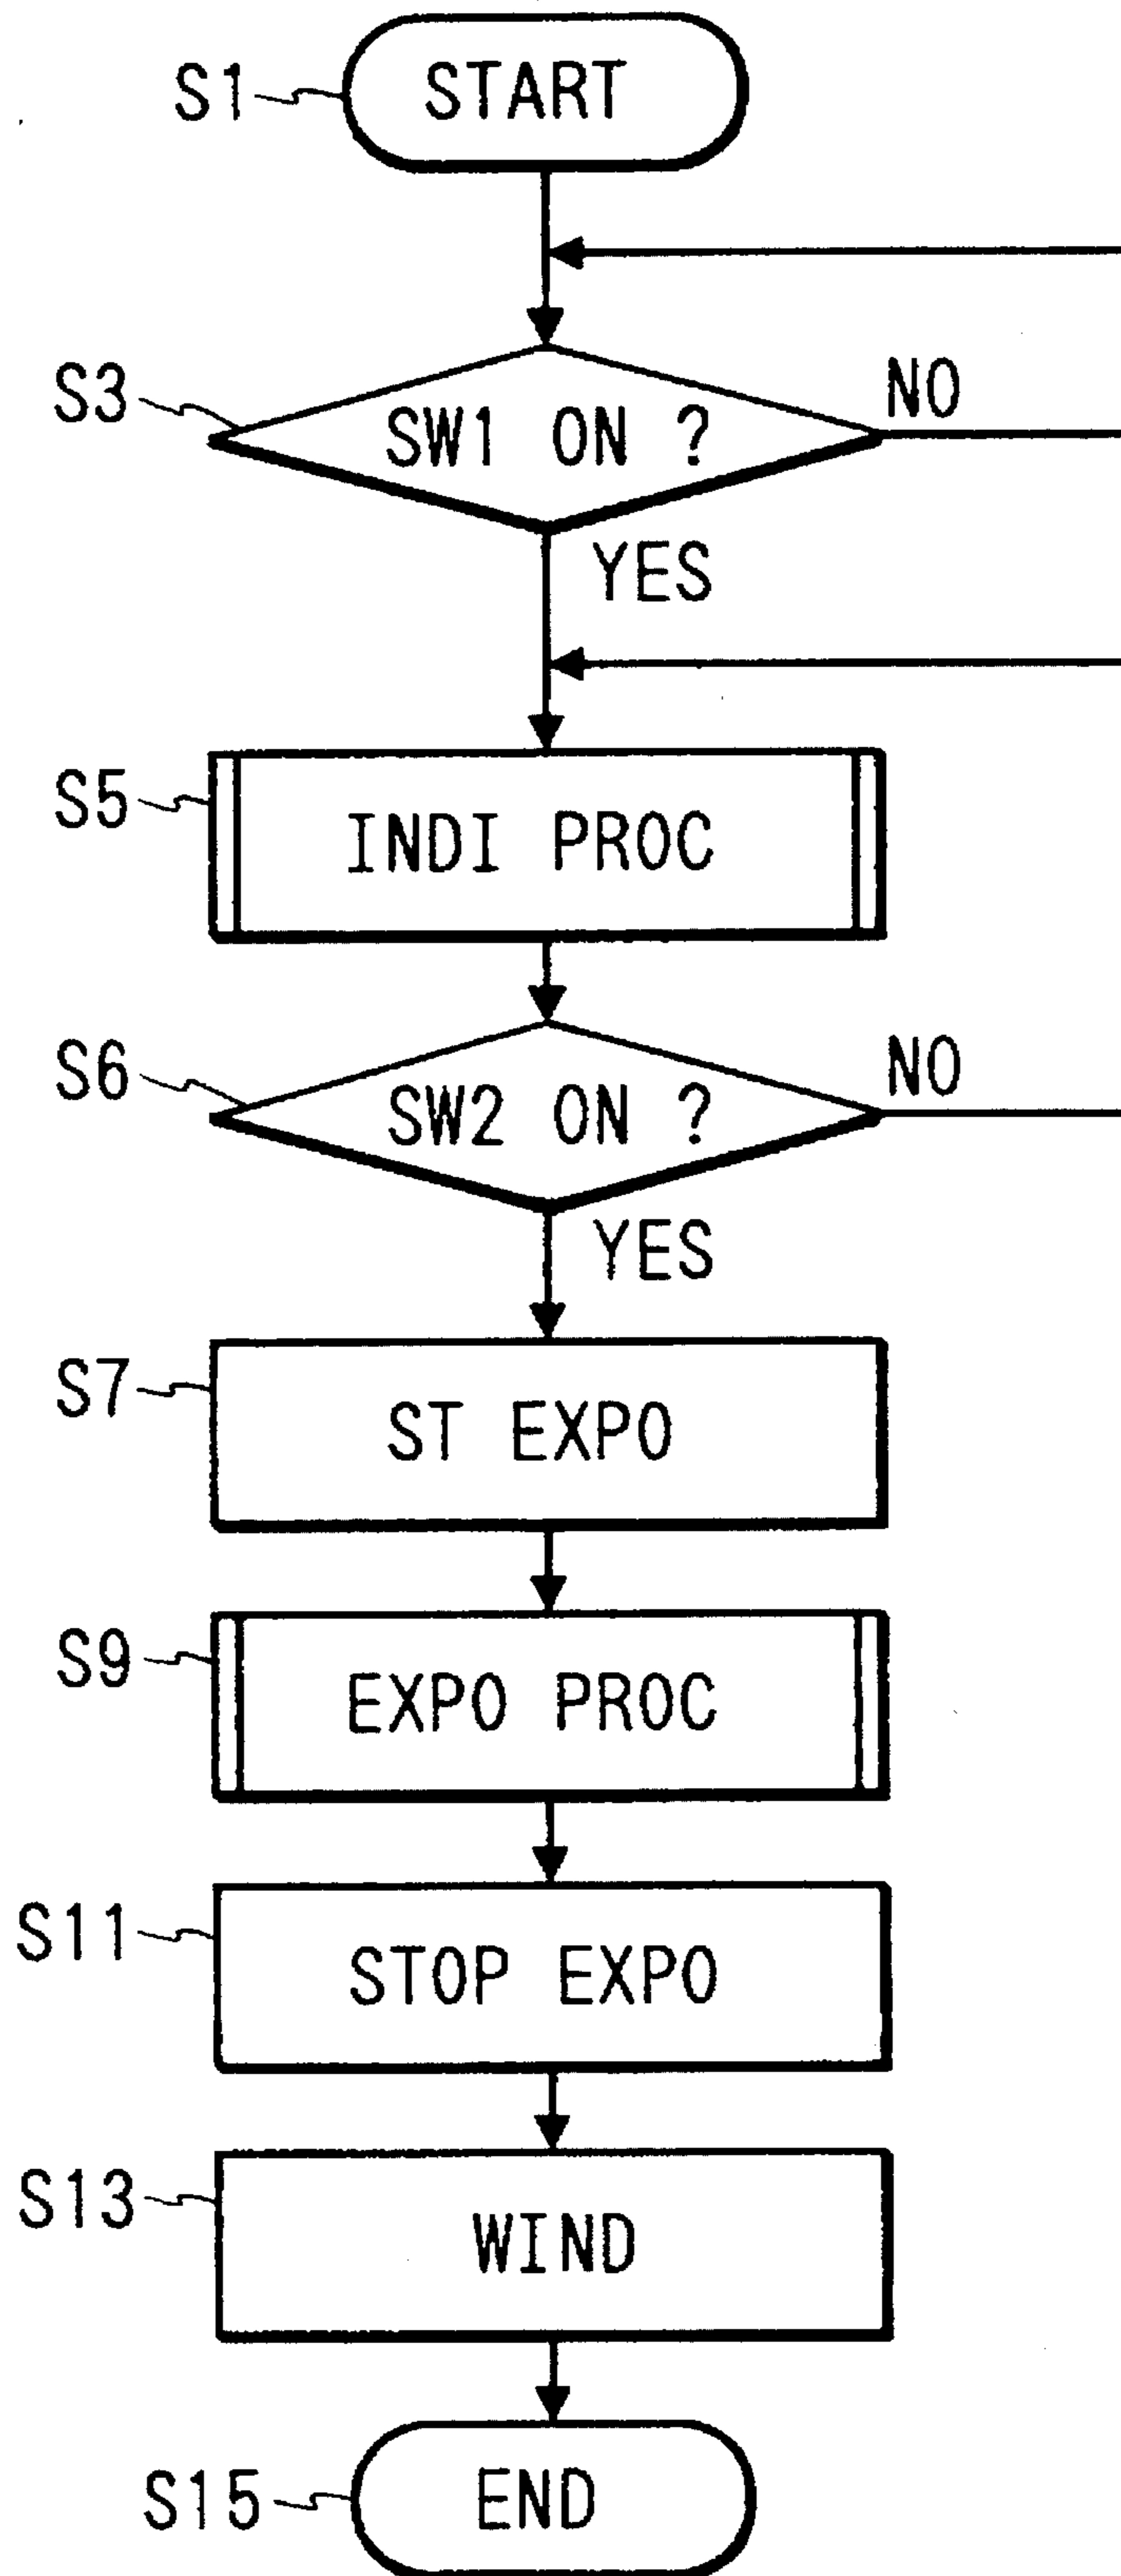 S1
START
S3
SW1 ON ?
NO
YES
S5
INDI PROC
S6
SW2 ON ?
NO
YES
S7
ST EXPO
S9
EXPO PROC
S11
STOP EXPO
S13
WIND
S15
END